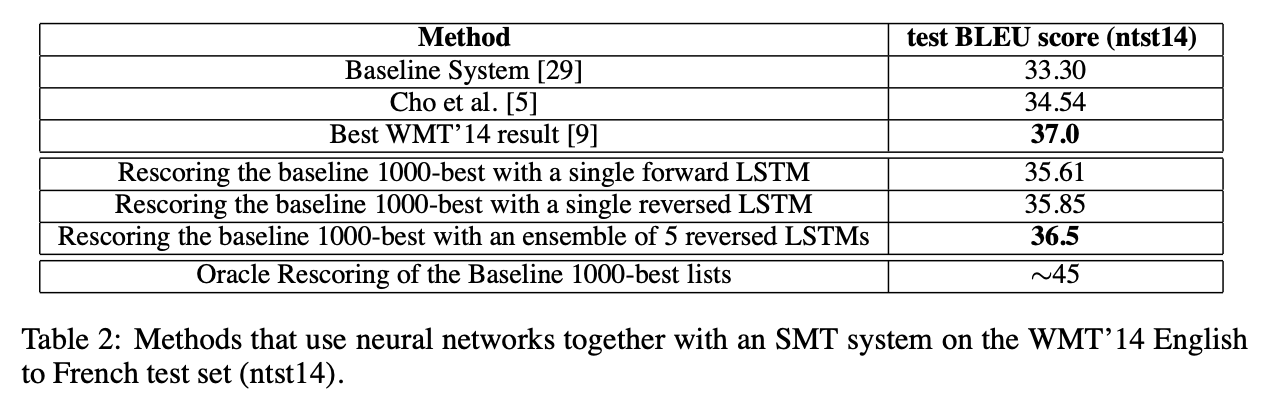 Method test BLEU score (ntst14)
Baseline System [29] 33.30
Cho et al. [5] 34.54
Best WMT’14 result [9] 37.0
Rescoring the baseline 1000-best with a single forward LSTM 35.61
Rescoring the baseline 1000-best with a single reversed LSTM 35.85
Rescoring the baseline 1000-best with an ensemble of 5 reversed LSTMs 36.5
Oracle Rescoring of the Baseline 1000-best lists ∼45
Table 2: Methods that use neural networks together with an SMT system on the WMT’14 English
to French test set (ntst14).